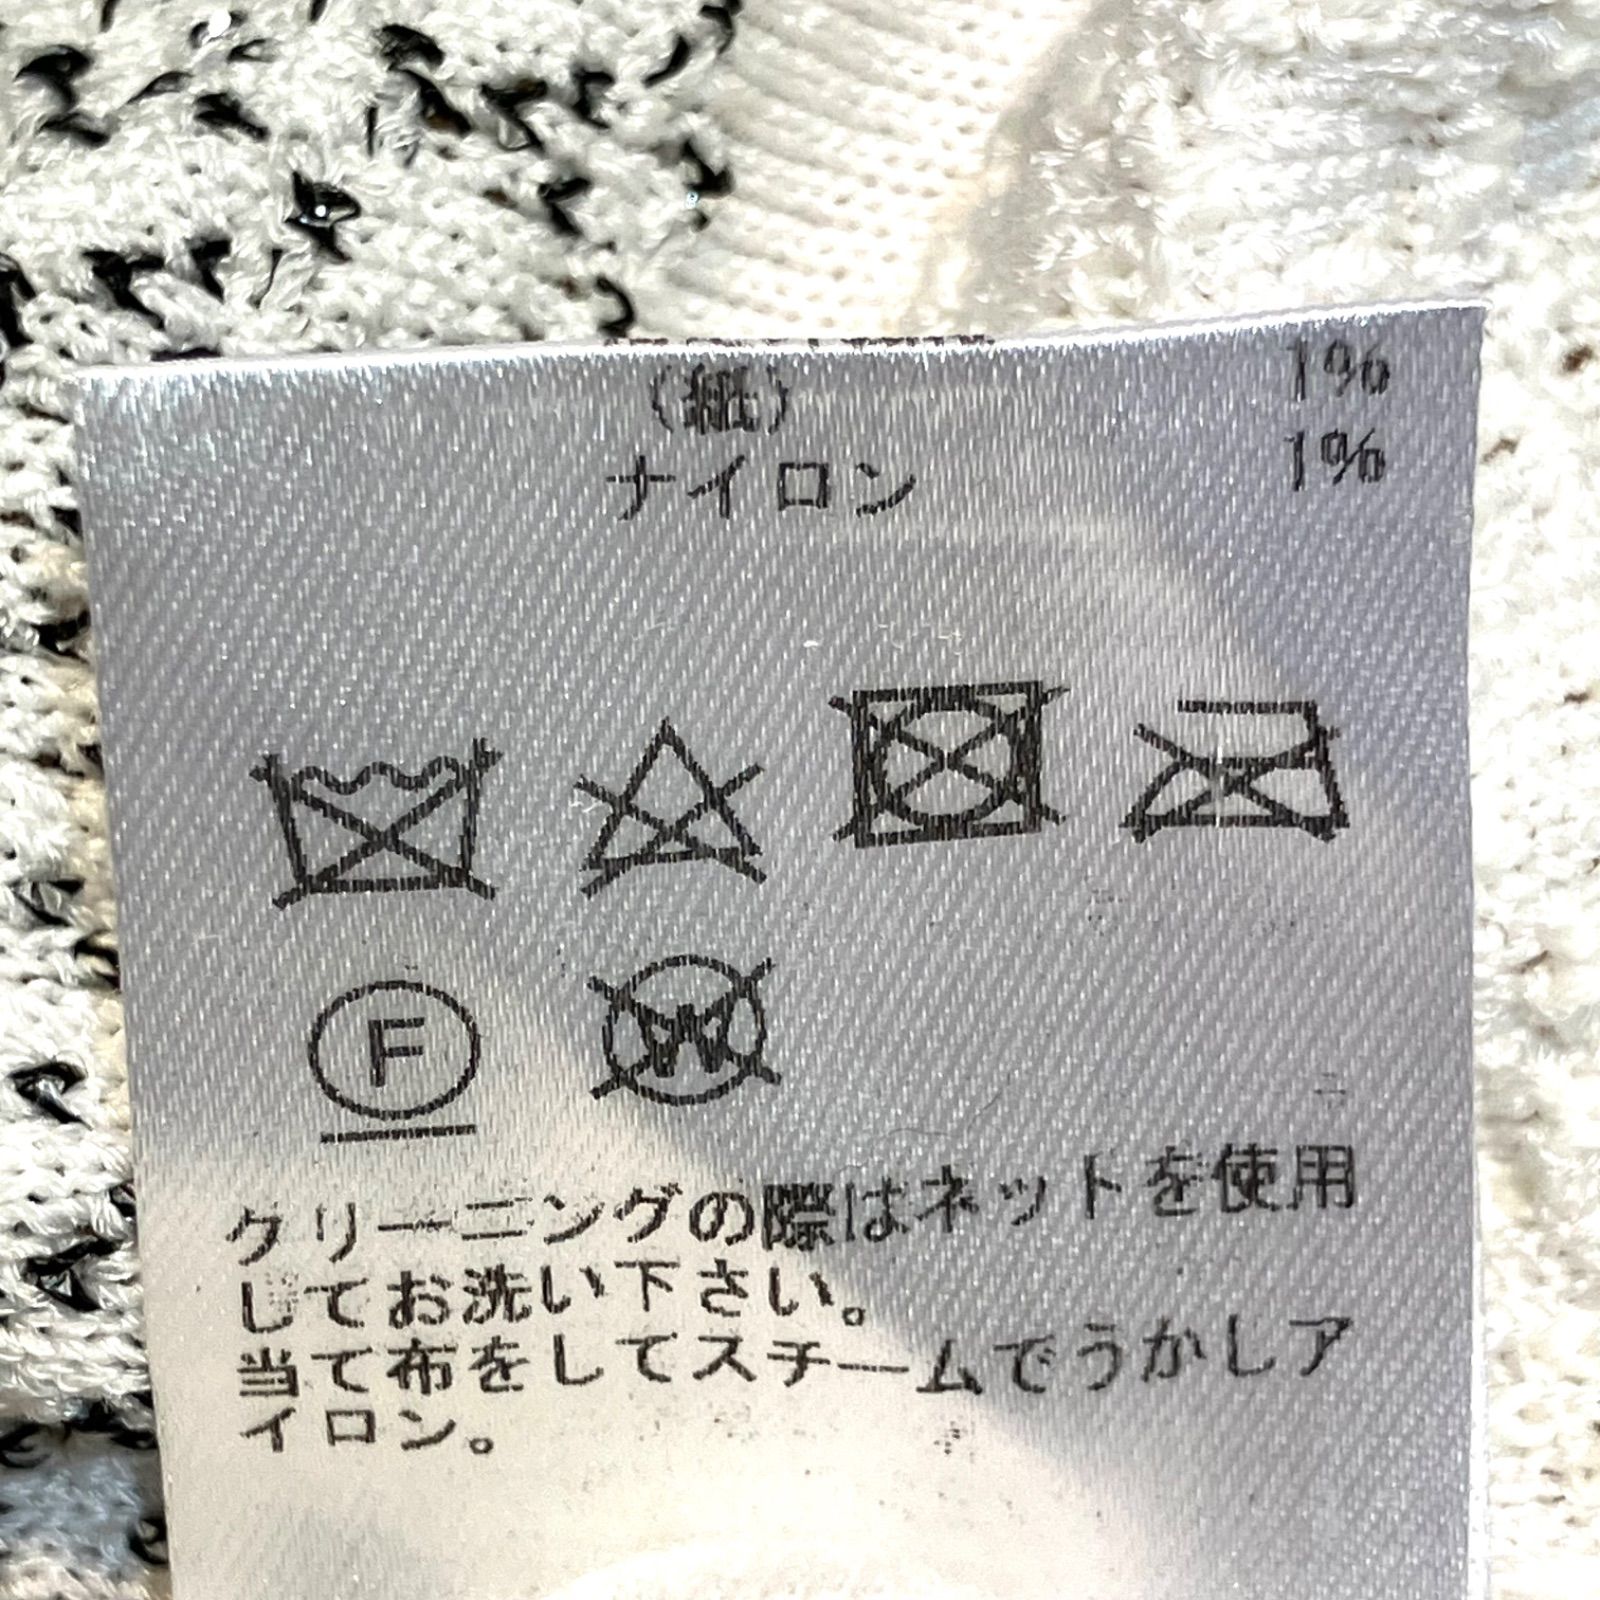 (紙) 1%
ナイロン 1%
F
W
クリーニングの際はネットを使用
してお洗い下さい。
当て布をしてスチームでうかしア
イロン。